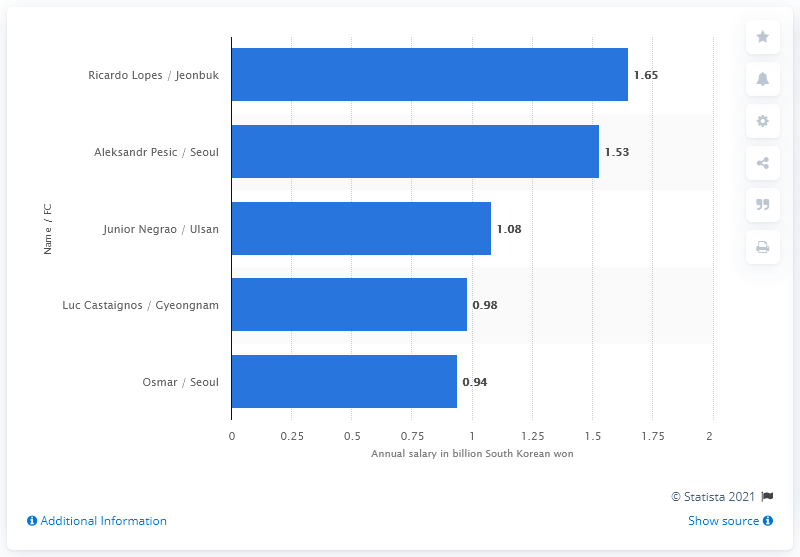 Name / FC
Ricardo Lopes / Jeonbuk
1.65
Aleksandr Pesic / Seoul
1.53
Junior Negrao / Ulsan
1.08
Luc Castaignos / Gyeongnam
0.98
Osmar / Seoul
0.94
0 0.25 0.5 0.75 1 1.25 1.5 1.75 2
Annual salary in billion South Korean won
© Statista 2021
Additional Information
Show source